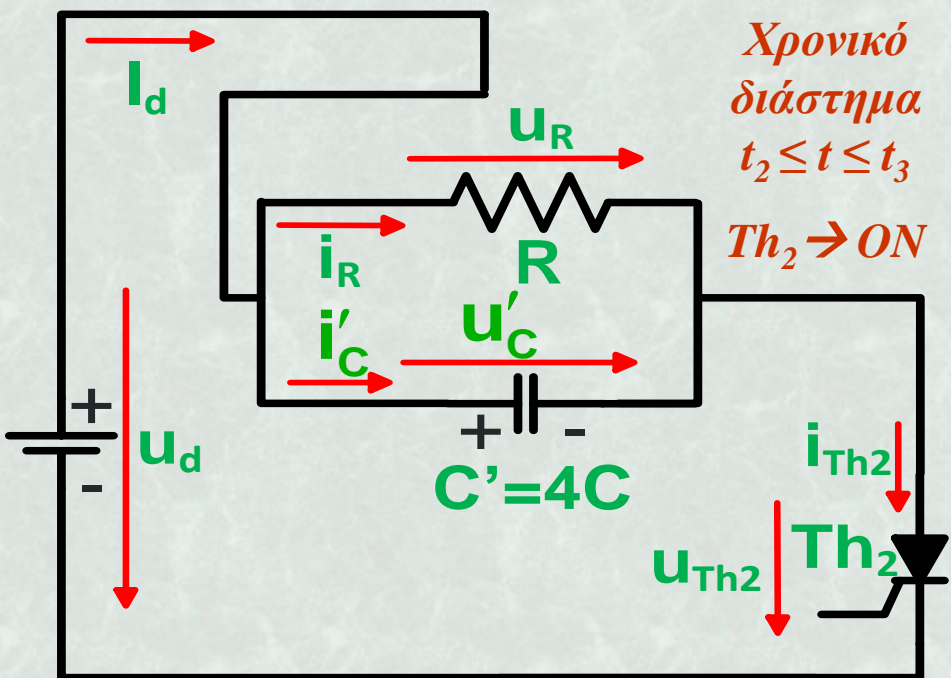 I_d
Χρονικό
διάστημα
t₂ ≤ t ≤ t₃
Th₂ → ON
u_R
i_R
R
i′_C
u′_C
+
-
C’=4C
+
-
u_d
i_Th2
u_Th2
Th₂